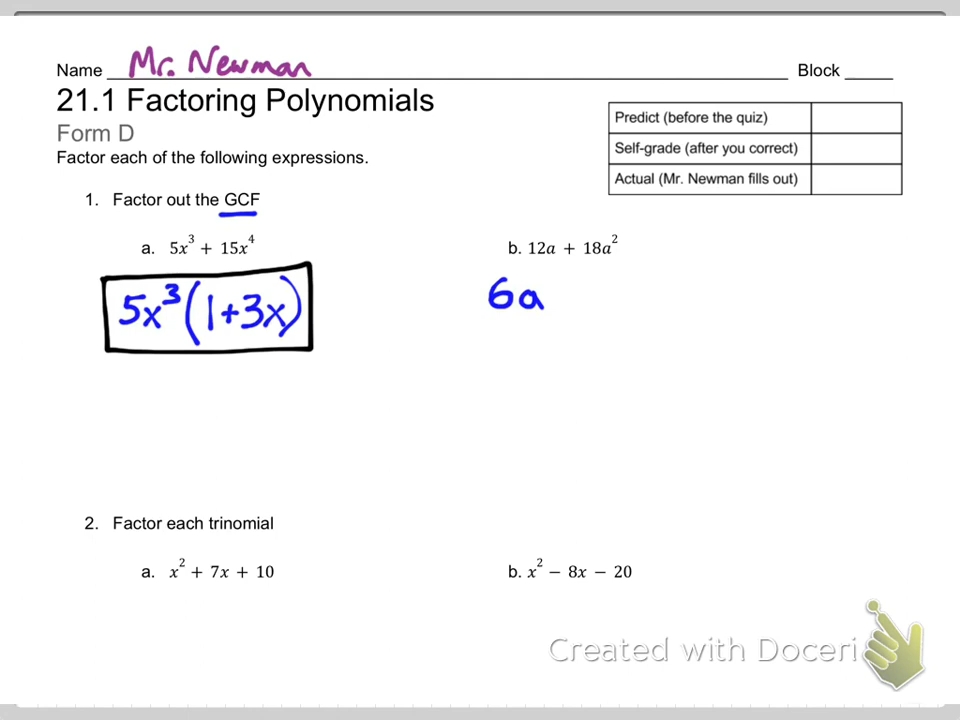 Name Mr. Newman Block
21.1 Factoring Polynomials
Form D
Predict (before the quiz)
Self-grade (after you correct)
Actual (Mr. Newman fills out)
Factor each of the following expressions.
1. Factor out the GCF
a. 5x³ + 15x⁴ b. 12a + 18a²
5x³(1+3x) 6a
2. Factor each trinomial
a. x² + 7x + 10 b. x² − 8x − 20
Created with Doceri